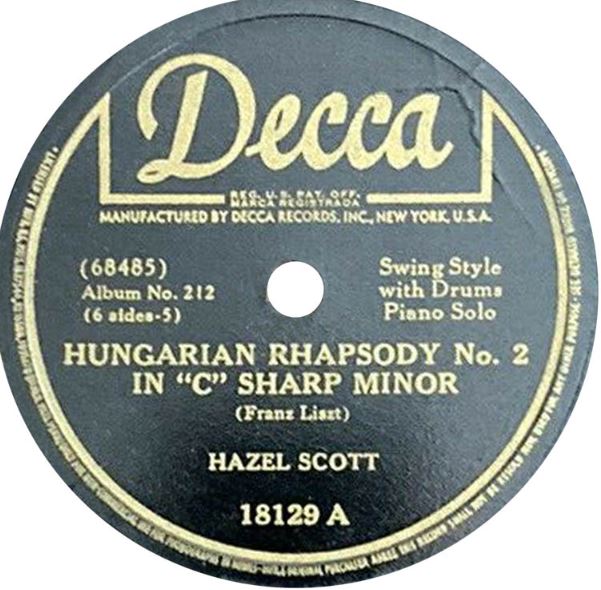 Decca
REG. U.S. PAT. OFF.
MARCA REGISTRADA
MANUFACTURED BY DECCA RECORDS, INC., NEW YORK, U.S.A.
(68485)
Album No. 212
(6 sides-5)
Swing Style
with Drums
Piano Solo
HUNGARIAN RHAPSODY No. 2
IN "C" SHARP MINOR
(Franz Liszt)
HAZEL SCOTT
18129 A